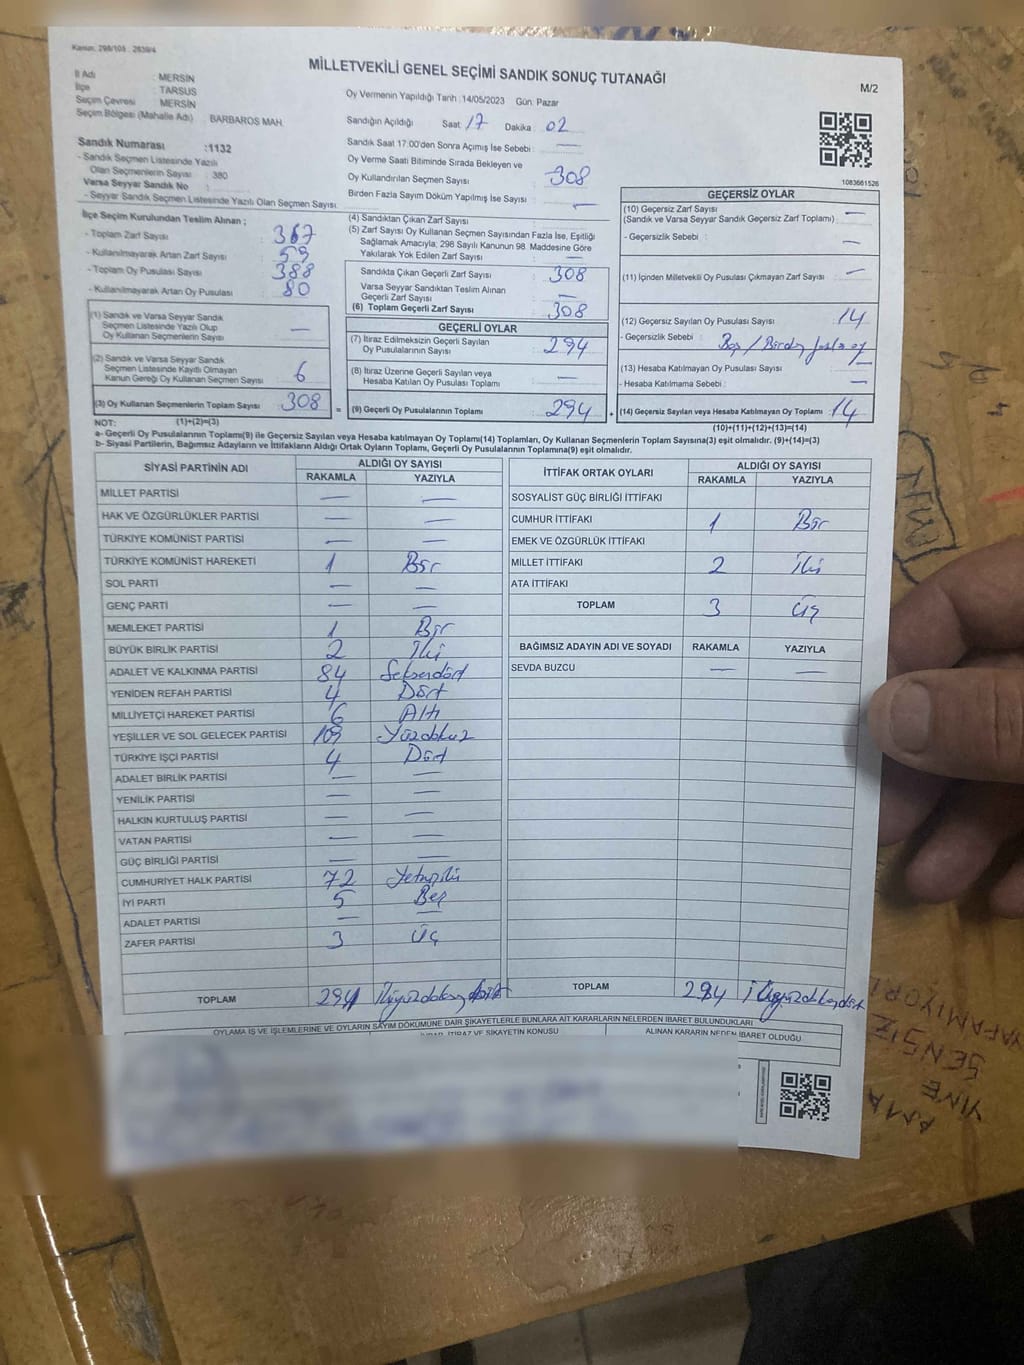 Kanun: 298/105 : 2839/4
MİLLETVEKİLİ GENEL SEÇİMİ SANDIK SONUÇ TUTANAĞI
M/2
İl Adı : MERSİN
İlçe : TARSUS
Seçim Çevresi : MERSİN
Seçim Bölgesi (Mahalle Adı) : BARBAROS MAH.
Oy Vermenin Yapıldığı Tarih : 14/05/2023 Gün: Pazar
Sandığın Açıldığı Saat : 17 Dakika : 02
Sandık Saat 17:00'den Sonra Açımış İse Sebebi : —
Oy Verme Saati Bitiminde Sırada Bekleyen ve
Oy Kullandırılan Seçmen Sayısı : 308
Birden Fazla Sayım Döküm Yapılmış İse Sayısı : —
Sandık Numarası : 1132
- Sandık Seçmen Listesinde Yazılı
Olan Seçmenlerin Sayısı : 380
Varsa Seyyar Sandık No :
- Seyyar Sandık Seçmen Listesinde Yazılı Olan Seçmen Sayısı :
1083661526
İlçe Seçim Kurulundan Teslim Alınan ;
- Toplam Zarf Sayısı : 367
- Kullanılmayarak Artan Zarf Sayısı : 59
- Toplam Oy Pusulası Sayısı : 388
- Kullanılmayarak Artan Oy Pusulası : 80
(1) Sandık ve Varsa Seyyar Sandık
Seçmen Listesinde Yazılı Olup
Oy Kullanan Seçmenlerin Sayısı : —
(2) Sandık ve Varsa Seyyar Sandık
Seçmen Listesinde Kayıtlı Olmayan
Kanun Gereği Oy Kullanan Seçmen Sayısı : 6
(3) Oy Kullanan Seçmenlerin Toplam Sayısı : 308
(1)+(2)=(3)
(4) Sandıktan Çıkan Zarf Sayısı :
(5) Zarf Sayısı Oy Kullanan Seçmen Sayısından Fazla İse, Eşitliği
Sağlamak Amacıyla; 298 Sayılı Kanunun 98. Maddesine Göre
Yakılarak Yok Edilen Zarf Sayısı : —
Sandıkta Çıkan Geçerli Zarf Sayısı : 308
Varsa Seyyar Sandıktan Teslim Alınan
Geçerli Zarf Sayısı : —
(6) Toplam Geçerli Zarf Sayısı : 308
GEÇERLİ OYLAR
(7) İtiraz Edilmeksizin Geçerli Sayılan
Oy Pusulalarının Sayısı : 294
(8) İtiraz Üzerine Geçerli Sayılan veya
Hesaba Katılan Oy Pusulası Toplamı : —
= (9) Geçerli Oy Pusulalarının Toplamı : 294
GEÇERSİZ OYLAR
(10) Geçersiz Zarf Sayısı : —
(Sandık ve Varsa Seyyar Sandık Geçersiz Zarf Toplamı)
- Geçersizlik Sebebi : —
(11) İçinden Milletvekili Oy Pusulası Çıkmayan Zarf Sayısı : —
(12) Geçersiz Sayılan Oy Pusulası Sayısı : 14
- Geçersizlik Sebebi : Boş / Birden fazla oy
(13) Hesaba Katılmayan Oy Pusulası Sayısı : —
- Hesaba Katılmama Sebebi : —
+ (14) Geçersiz Sayılan veya Hesaba Katılmayan Oy Toplamı : 14
(10)+(11)+(12)+(13)=(14)
NOT:
a- Geçerli Oy Pusulalarının Toplamı(9) ile Geçersiz Sayılan veya Hesaba katılmayan Oy Toplamı(14) Toplamları, Oy Kullanan Seçmenlerin Toplam Sayısına(3) eşit olmalıdır. (9)+(14)=(3)
b- Siyasi Partilerin, Bağımsız Adayların ve İttifakların Aldığı Ortak Oyların Toplamı, Geçerli Oy Pusulalarının Toplamına(9) eşit olmalıdır.
SİYASİ PARTİNİN ADI ALDIĞI OY SAYISI
RAKAMLA YAZIYLA
MİLLET PARTİSİ — —
HAK VE ÖZGÜRLÜKLER PARTİSİ — —
TÜRKİYE KOMÜNİST PARTİSİ — —
TÜRKİYE KOMÜNİST HAREKETİ 1 Bir
SOL PARTİ — —
GENÇ PARTİ — —
MEMLEKET PARTİSİ 1 Bir
BÜYÜK BİRLİK PARTİSİ 2 İki
ADALET VE KALKINMA PARTİSİ 84 Seksendört
YENİDEN REFAH PARTİSİ 4 Dört
MİLLİYETÇİ HAREKET PARTİSİ 6 Altı
YEŞİLLER VE SOL GELECEK PARTİSİ 109 Yüzdokuz
TÜRKİYE İŞÇİ PARTİSİ 4 Dört
ADALET BİRLİK PARTİSİ — —
YENİLİK PARTİSİ — —
HALKIN KURTULUŞ PARTİSİ — —
VATAN PARTİSİ — —
GÜÇ BİRLİĞİ PARTİSİ — —
CUMHURİYET HALK PARTİSİ 72 Yetmişiki
İYİ PARTİ 5 Beş
ADALET PARTİSİ — —
ZAFER PARTİSİ 3 Üç
TOPLAM 294 İkiyüzdoksandört
İTTİFAK ORTAK OYLARI ALDIĞI OY SAYISI
RAKAMLA YAZIYLA
SOSYALİST GÜÇ BİRLİĞİ İTTİFAKI
CUMHUR İTTİFAKI 1 Bir
EMEK VE ÖZGÜRLÜK İTTİFAKI
MİLLET İTTİFAKI 2 İki
ATA İTTİFAKI
TOPLAM 3 Üç
BAĞIMSIZ ADAYIN ADI VE SOYADI RAKAMLA YAZIYLA
SEVDA BUZCU — —
TOPLAM 294
OYLAMA İŞ VE İŞLEMLERİNE VE OYLARIN SAYIM DÖKÜMÜNE DAİR ŞİKAYETLERLE BUNLARA AİT KARARLARIN NELERDEN İBARET BULUNDUKLARI
İTİRAZ VE ŞİKAYETİN KONUSU ALINAN KARARIN NEDEN İBARET OLDUĞU
YAPAMIYORUM
SENSİZ
YİNE
AMA